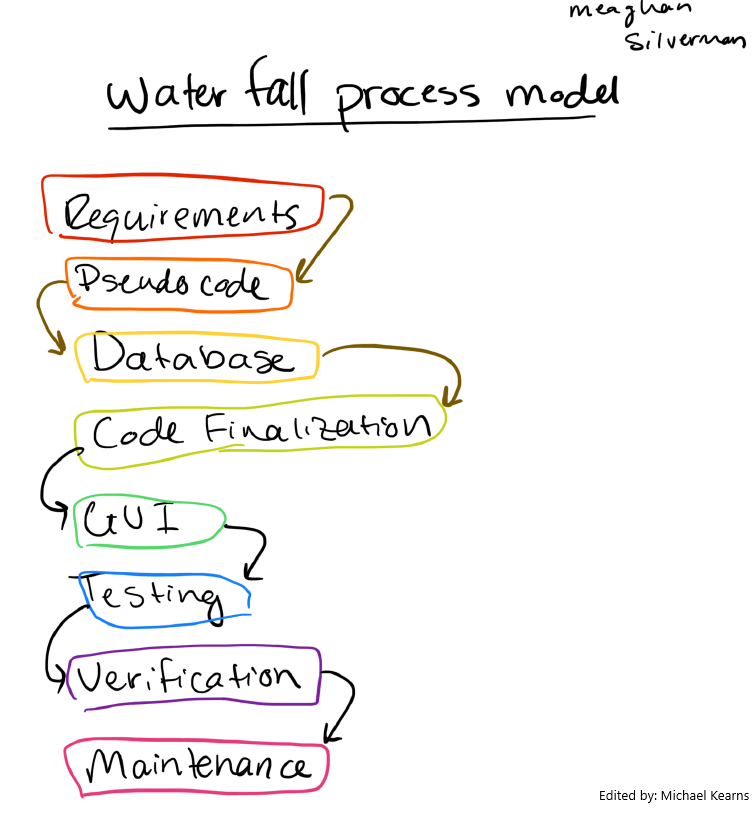 meaghan
Silverman
Water fall process model
Requirements
Pseudo code
Database
Code Finalization
GUI
Testing
Verification
Maintenance
Edited by: Michael Kearns